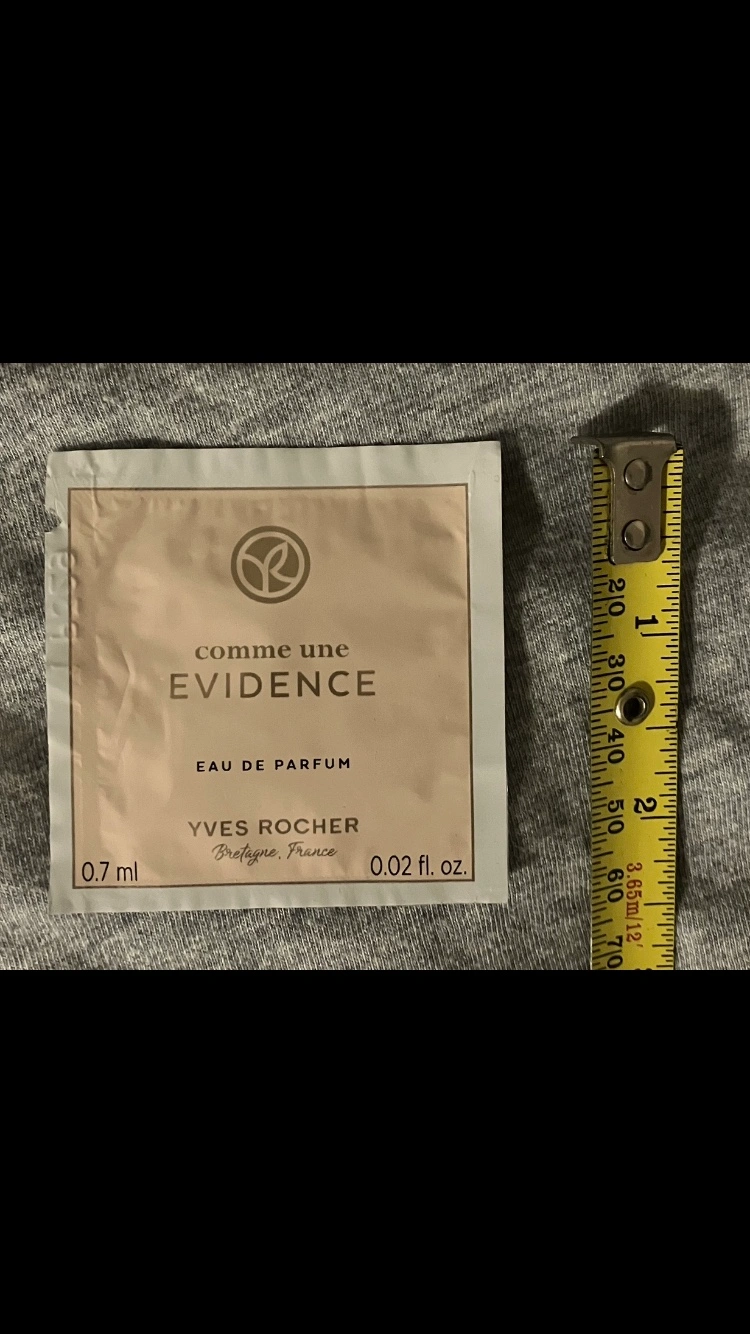 comme une
EVIDENCE
EAU DE PARFUM
YVES ROCHER
Bretagne, France
0.7 ml
0.02 fl. oz.
20
1
30
40
2
50
3.65m/12'
60
70